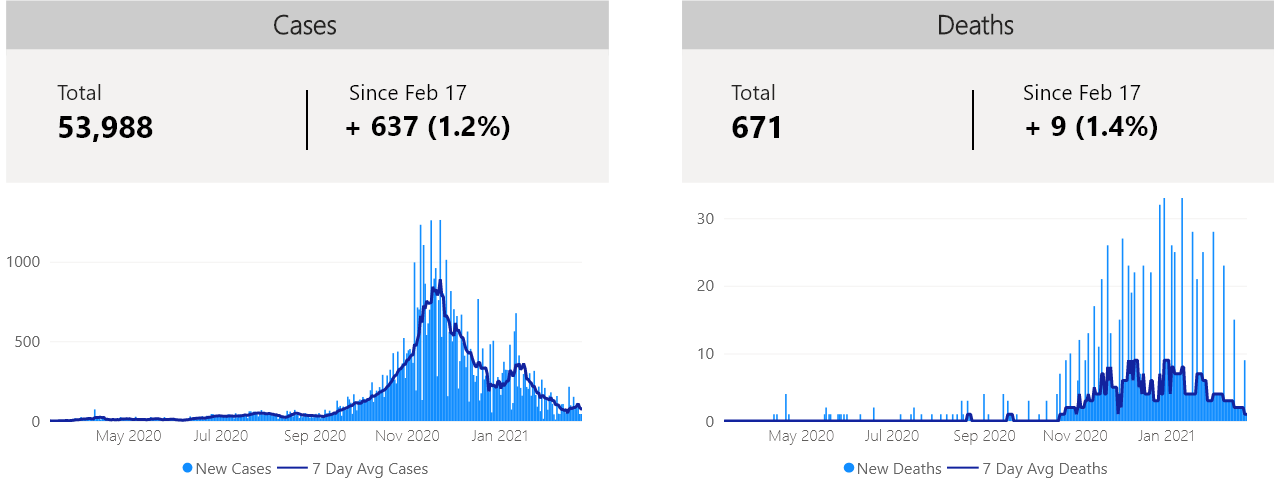 Cases
Total
Since Feb 17
53,988
+ 637 (1.2%)
1000
500
0
May 2020
Jul 2020
Sep 2020
Nov 2020
Jan 2021
New Cases
7 Day Avg Cases
Deaths
Total
Since Feb 17
671
+ 9 (1.4%)
30
20
10
0
May 2020
Jul 2020
Sep 2020
Nov 2020
Jan 2021
New Deaths
7 Day Avg Deaths